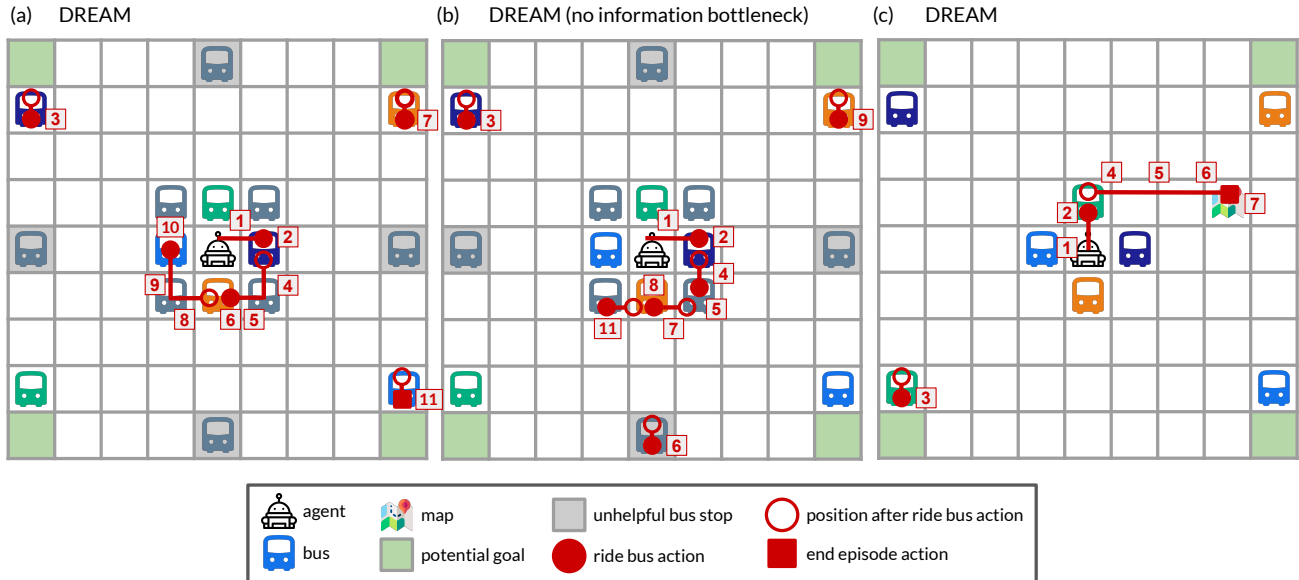 (a) DREAM
(b) DREAM (no information bottleneck)
(c) DREAM
3
7
1
2
10
4
9
8
6
5
11
3
9
1
2
4
8
5
11
7
6
4
5
6
2
7
1
3
agent
map
unhelpful bus stop
position after ride bus action
bus
potential goal
ride bus action
end episode action